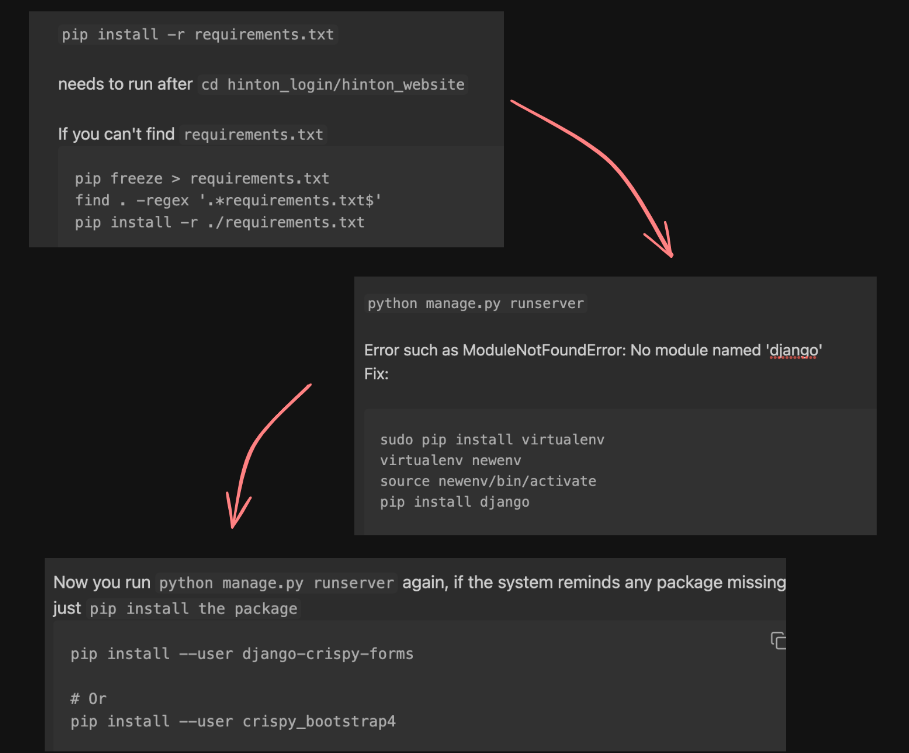 pip install -r requirements.txt
needs to run after cd hinton_login/hinton_website
If you can't find requirements.txt
pip freeze > requirements.txt
find . -regex '.*requirements.txt$'
pip install -r ./requirements.txt
python manage.py runserver
Error such as ModuleNotFoundError: No module named 'django'
Fix:
sudo pip install virtualenv
virtualenv newenv
source newenv/bin/activate
pip install django
Now you run python manage.py runserver again, if the system reminds any package missing
just pip install the package
pip install --user django-crispy-forms
# Or
pip install --user crispy_bootstrap4